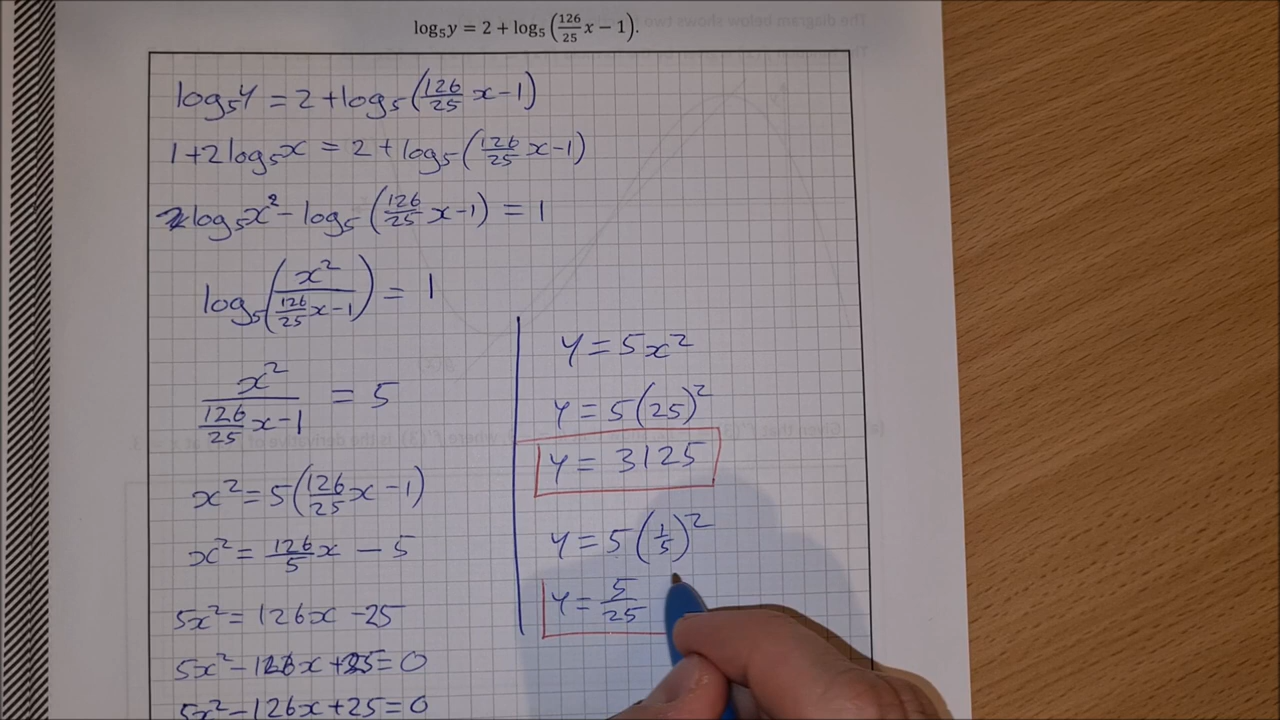 log₅y = 2 + log₅(126/25 x − 1).
log₅y = 2 + log₅(126/25 x − 1)
1 + 2log₅x = 2 + log₅(126/25 x − 1)
log₅x² − log₅(126/25 x − 1) = 1
log₅(x²/(126/25 x − 1)) = 1
x²/(126/25 x − 1) = 5
x² = 5(126/25 x − 1)
x² = 126/5 x − 5
5x² = 126x − 25
5x² − 126x + 25 = 0
5x² − 126x + 25 = 0
y = 5x²
y = 5(25)²
y = 3125
y = 5(1/5)²
y = 5/25